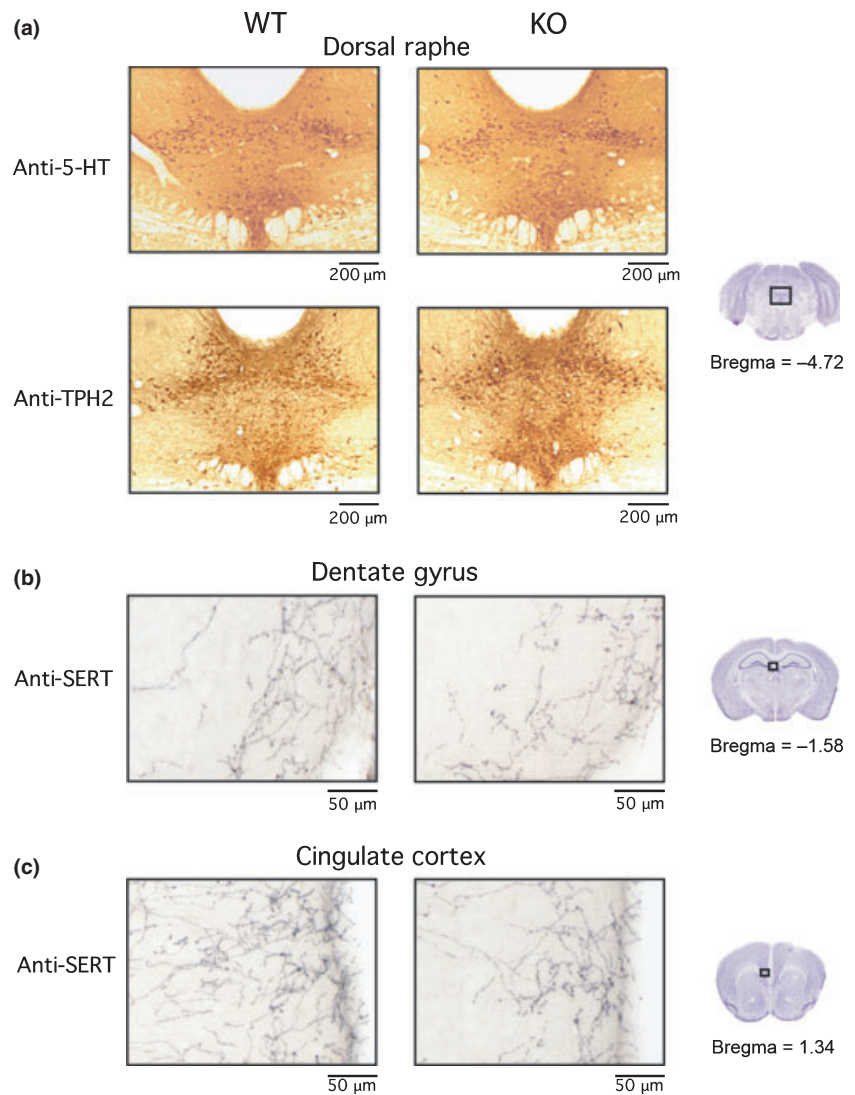 (a)
WT
KO
Dorsal raphe
Anti-5-HT
200 µm
200 µm
Bregma = –4.72
Anti-TPH2
200 µm
200 µm
(b)
Dentate gyrus
Anti-SERT
50 µm
50 µm
Bregma = –1.58
(c)
Cingulate cortex
Anti-SERT
50 µm
50 µm
Bregma = 1.34